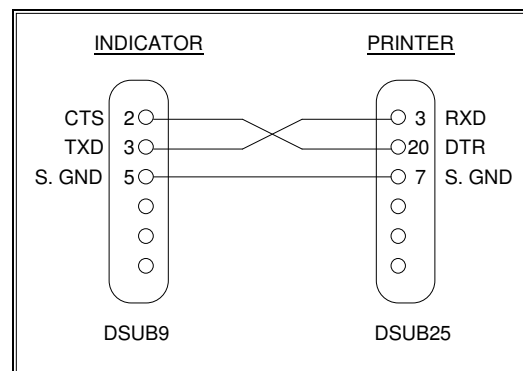 INDICATOR PRINTER
CTS 2 3 RXD
TXD 3 20 DTR
S. GND 5 7 S. GND
DSUB9 DSUB25